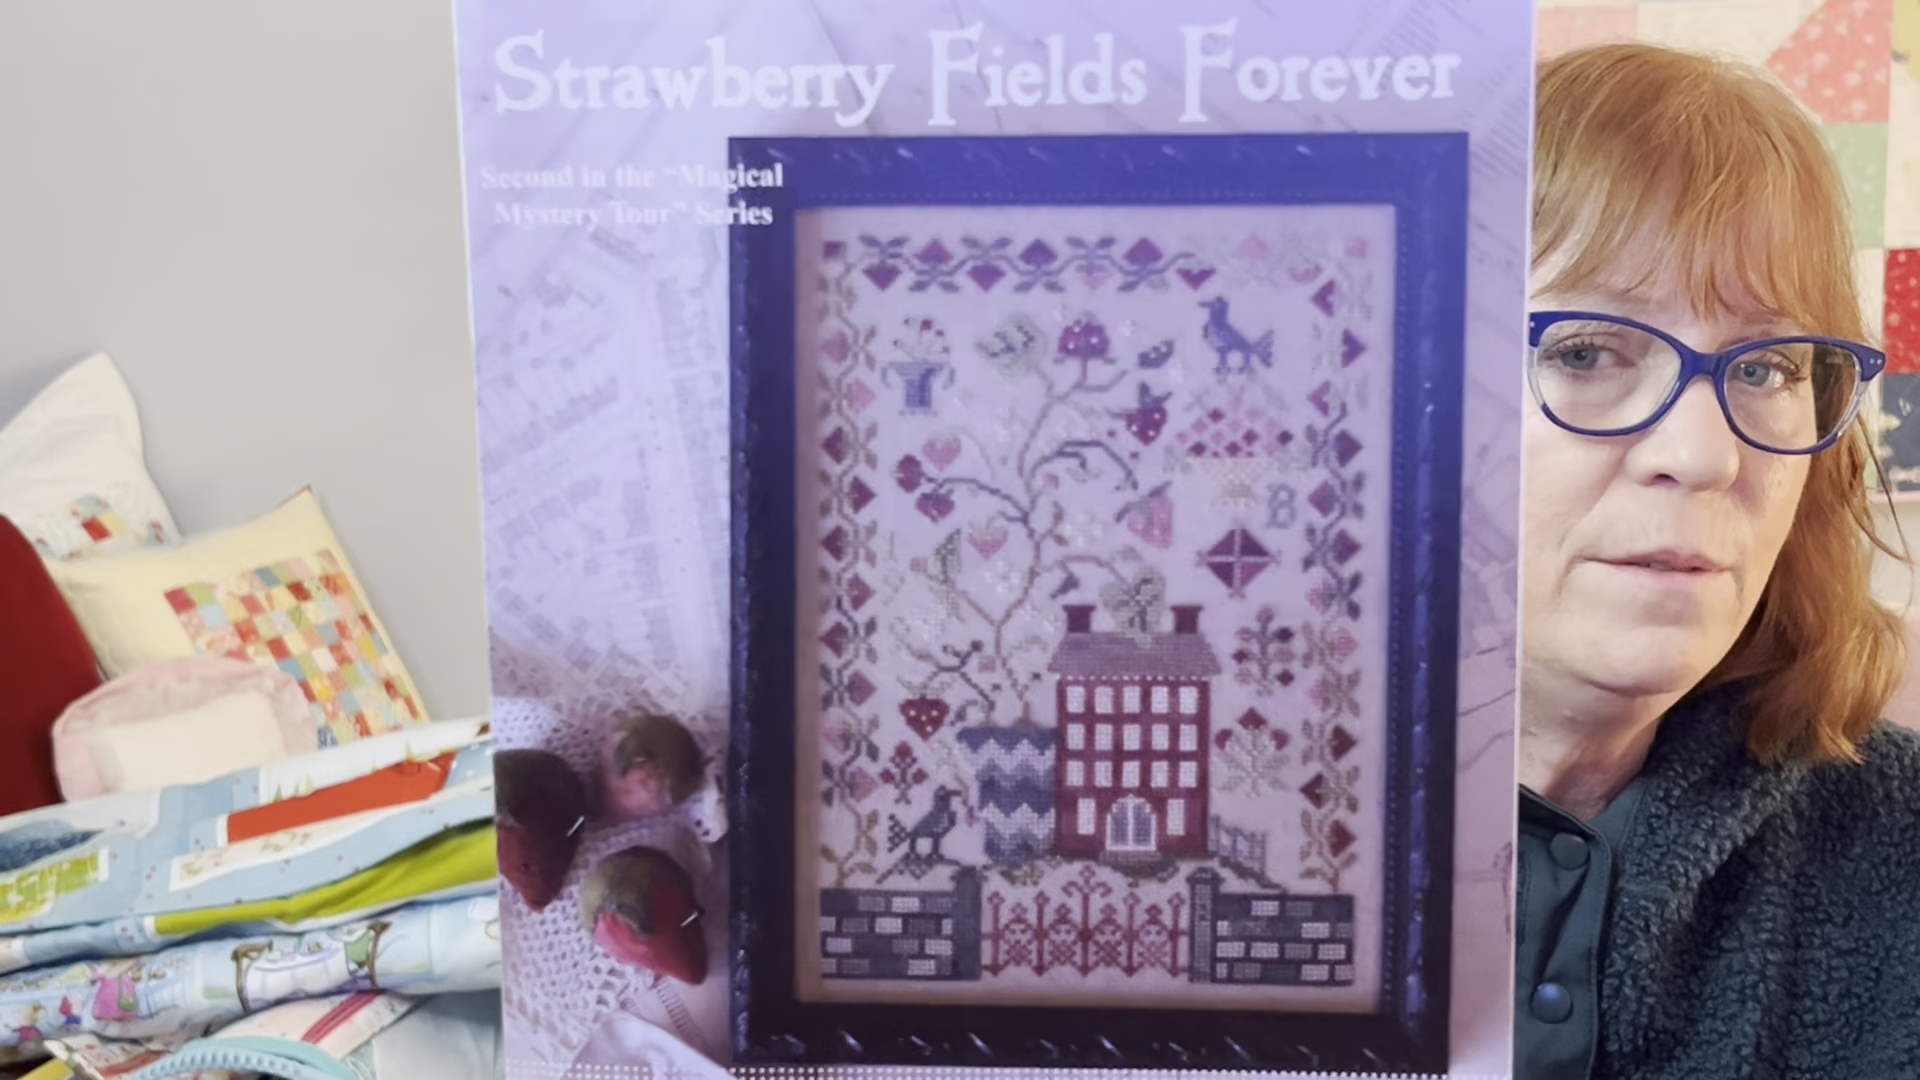 Strawberry Fields Forever
Second in the "Magical
Mystery Tour" Series
B